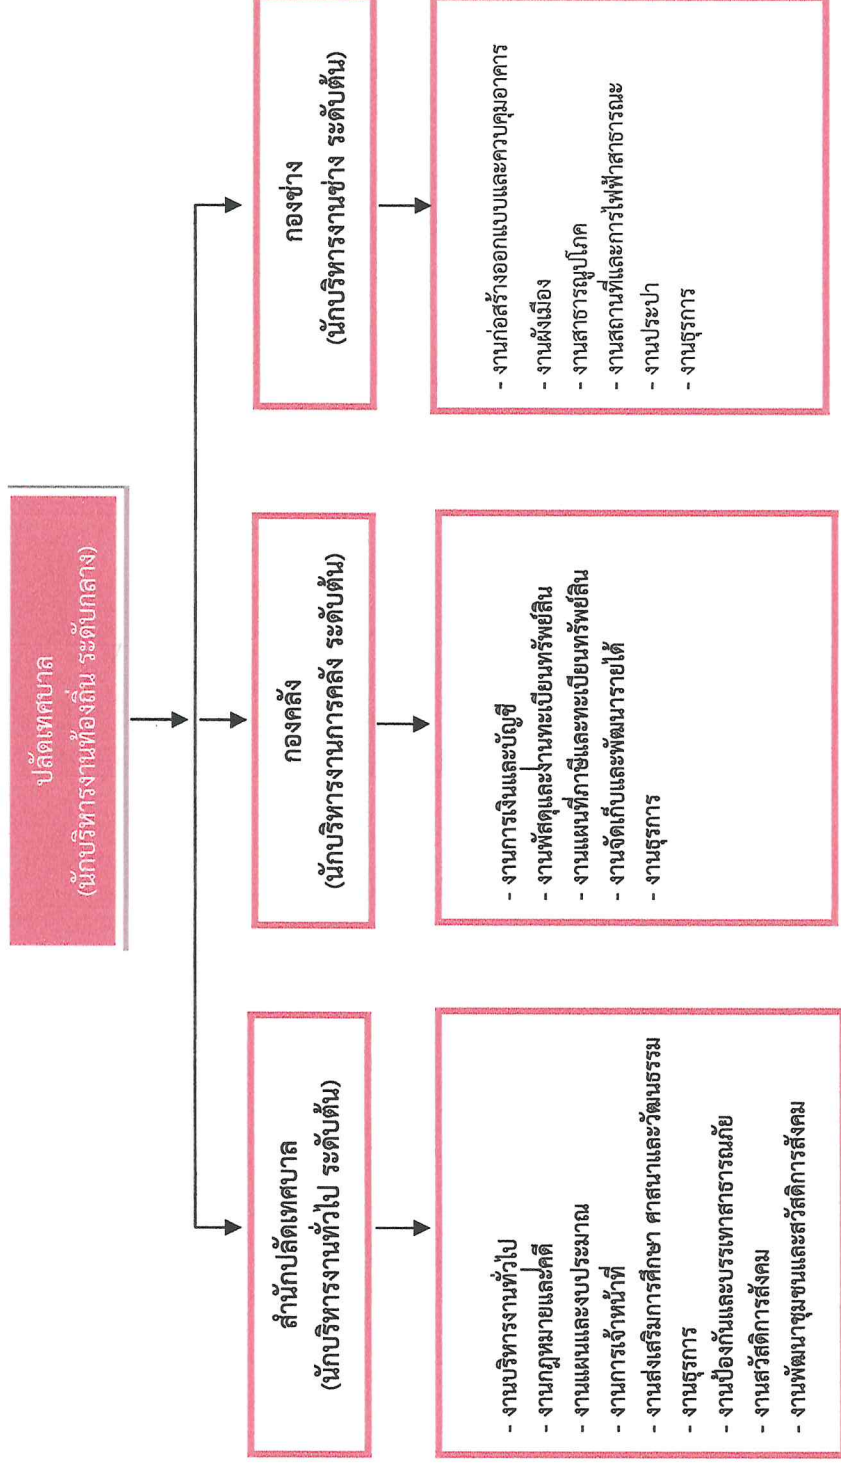 ปลัดเทศบาล
(นักบริหารงานท้องถิ่น ระดับกลาง)
สำนักปลัดเทศบาล
(นักบริหารงานทั่วไป ระดับต้น)
- งานบริหารงานทั่วไป
- งานกฎหมายและคดี
- งานแผนและงบประมาณ
- งานการเจ้าหน้าที่
- งานส่งเสริมการศึกษา ศาสนาและวัฒนธรรม
- งานธุรการ
- งานป้องกันและบรรเทาสาธารณภัย
- งานสวัสดิการสังคม
- งานพัฒนาชุมชนและสวัสดิการสังคม
กองคลัง
(นักบริหารงานการคลัง ระดับต้น)
- งานการเงินและบัญชี
- งานพัสดุและงานทะเบียนทรัพย์สิน
- งานแผนที่ภาษีและทะเบียนทรัพย์สิน
- งานจัดเก็บและพัฒนารายได้
- งานธุรการ
กองช่าง
(นักบริหารงานช่าง ระดับต้น)
- งานก่อสร้างออกแบบและควบคุมอาคาร
- งานผังเมือง
- งานสาธารณูปโภค
- งานสถานที่และการไฟฟ้าสาธารณะ
- งานประปา
- งานธุรการ